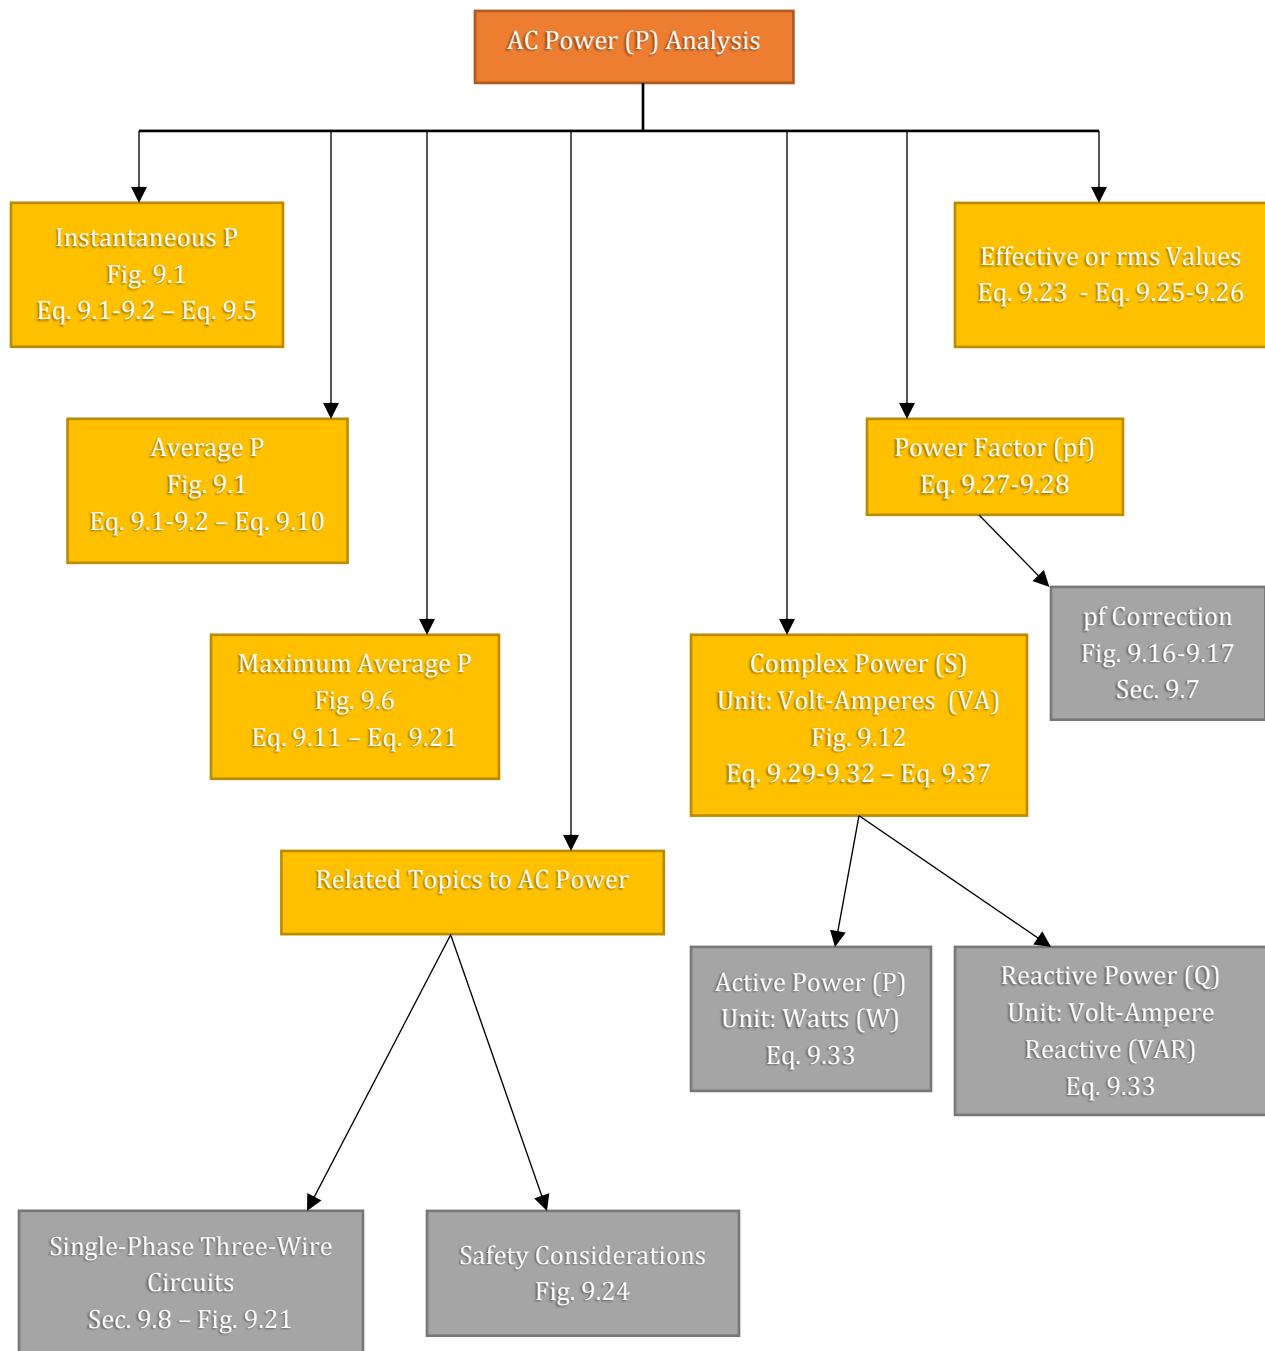 AC Power (P) Analysis
Instantaneous P
Fig. 9.1
Eq. 9.1-9.2 – Eq. 9.5
Effective or rms Values
Eq. 9.23  - Eq. 9.25-9.26
Average P
Fig. 9.1
Eq. 9.1-9.2 – Eq. 9.10
Power Factor (pf)
Eq. 9.27-9.28
pf Correction
Fig. 9.16-9.17
Sec. 9.7
Maximum Average P
Fig. 9.6
Eq. 9.11 – Eq. 9.21
Complex Power (S)
Unit: Volt-Amperes  (VA)
Fig. 9.12
Eq. 9.29-9.32 – Eq. 9.37
Related Topics to AC Power
Active Power (P)
Unit: Watts (W)
Eq. 9.33
Reactive Power (Q)
Unit: Volt-Ampere
Reactive (VAR)
Eq. 9.33
Single-Phase Three-Wire
Circuits
Sec. 9.8 – Fig. 9.21
Safety Considerations
Fig. 9.24